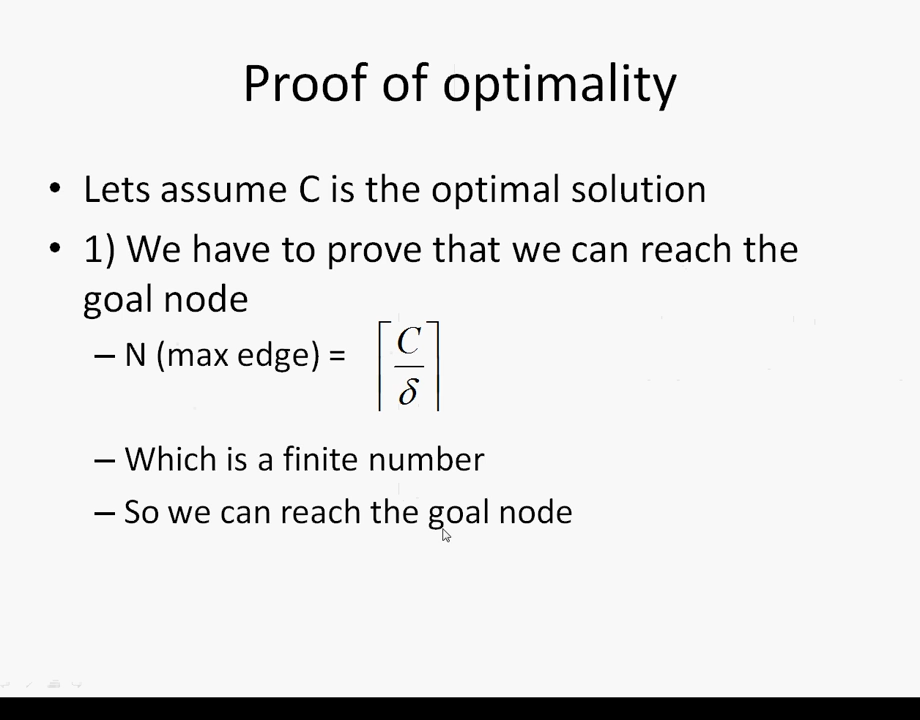 Proof of optimality
• Lets assume C is the optimal solution
• 1) We have to prove that we can reach the
goal node
– N (max edge) = ⌈C/δ⌉
– Which is a finite number
– So we can reach the goal node